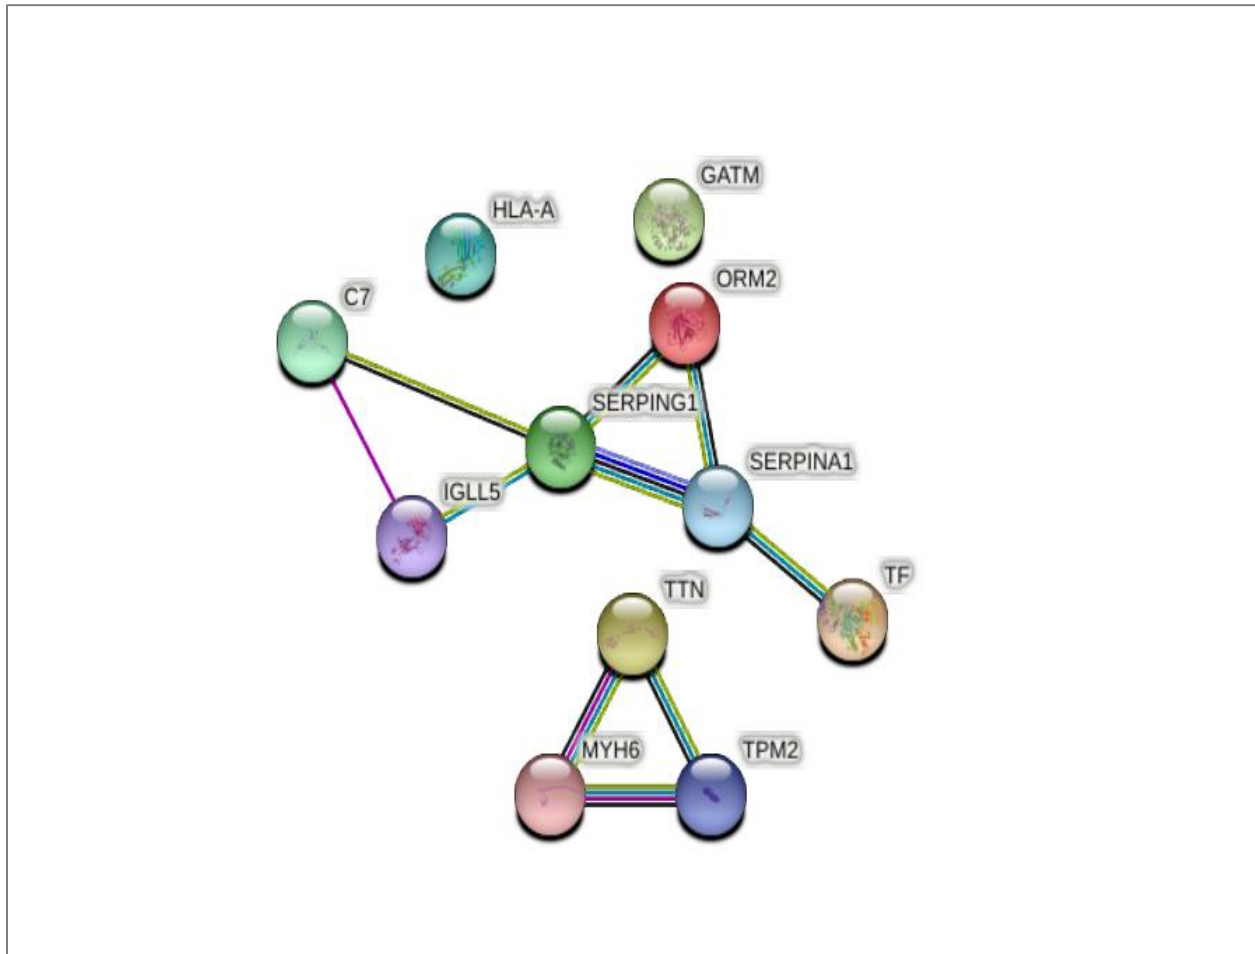 GATM
HLA-A
ORM2
C7
SERPING1
SERPINA1
IGLL5
TF
TTN
MYH6
TPM2